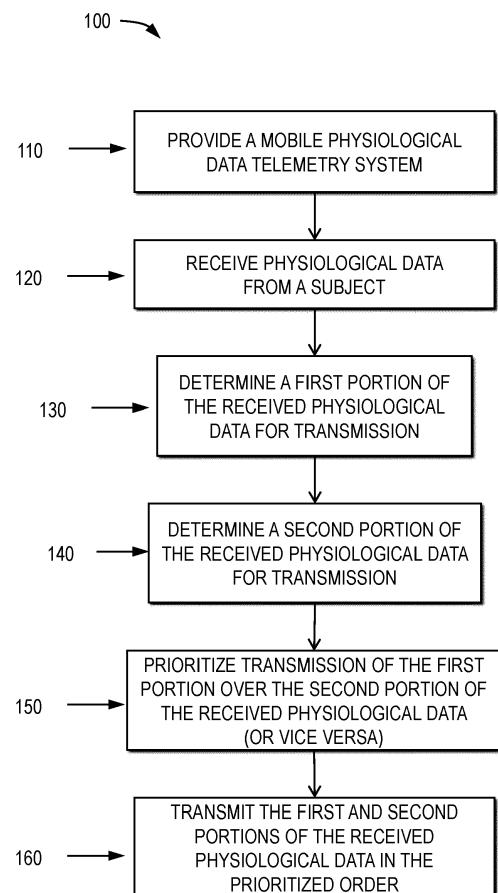 100
110
PROVIDE A MOBILE PHYSIOLOGICAL
DATA TELEMETRY SYSTEM
120
RECEIVE PHYSIOLOGICAL DATA
FROM A SUBJECT
130
DETERMINE A FIRST PORTION OF
THE RECEIVED PHYSIOLOGICAL
DATA FOR TRANSMISSION
140
DETERMINE A SECOND PORTION OF
THE RECEIVED PHYSIOLOGICAL DATA
FOR TRANSMISSION
150
PRIORITIZE TRANSMISSION OF THE FIRST
PORTION OVER THE SECOND PORTION OF
THE RECEIVED PHYSIOLOGICAL DATA
(OR VICE VERSA)
160
TRANSMIT THE FIRST AND SECOND
PORTIONS OF THE RECEIVED
PHYSIOLOGICAL DATA IN THE
PRIORITIZED ORDER